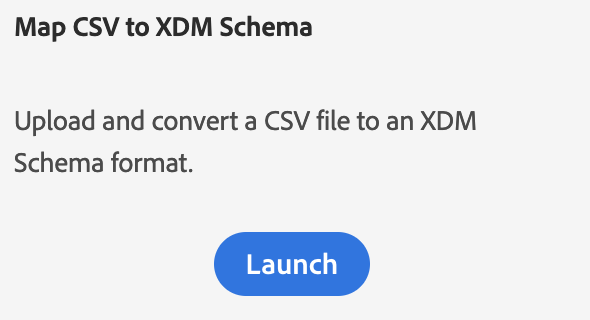 Map CSV to XDM Schema
Upload and convert a CSV file to an XDM
Schema format.
Launch